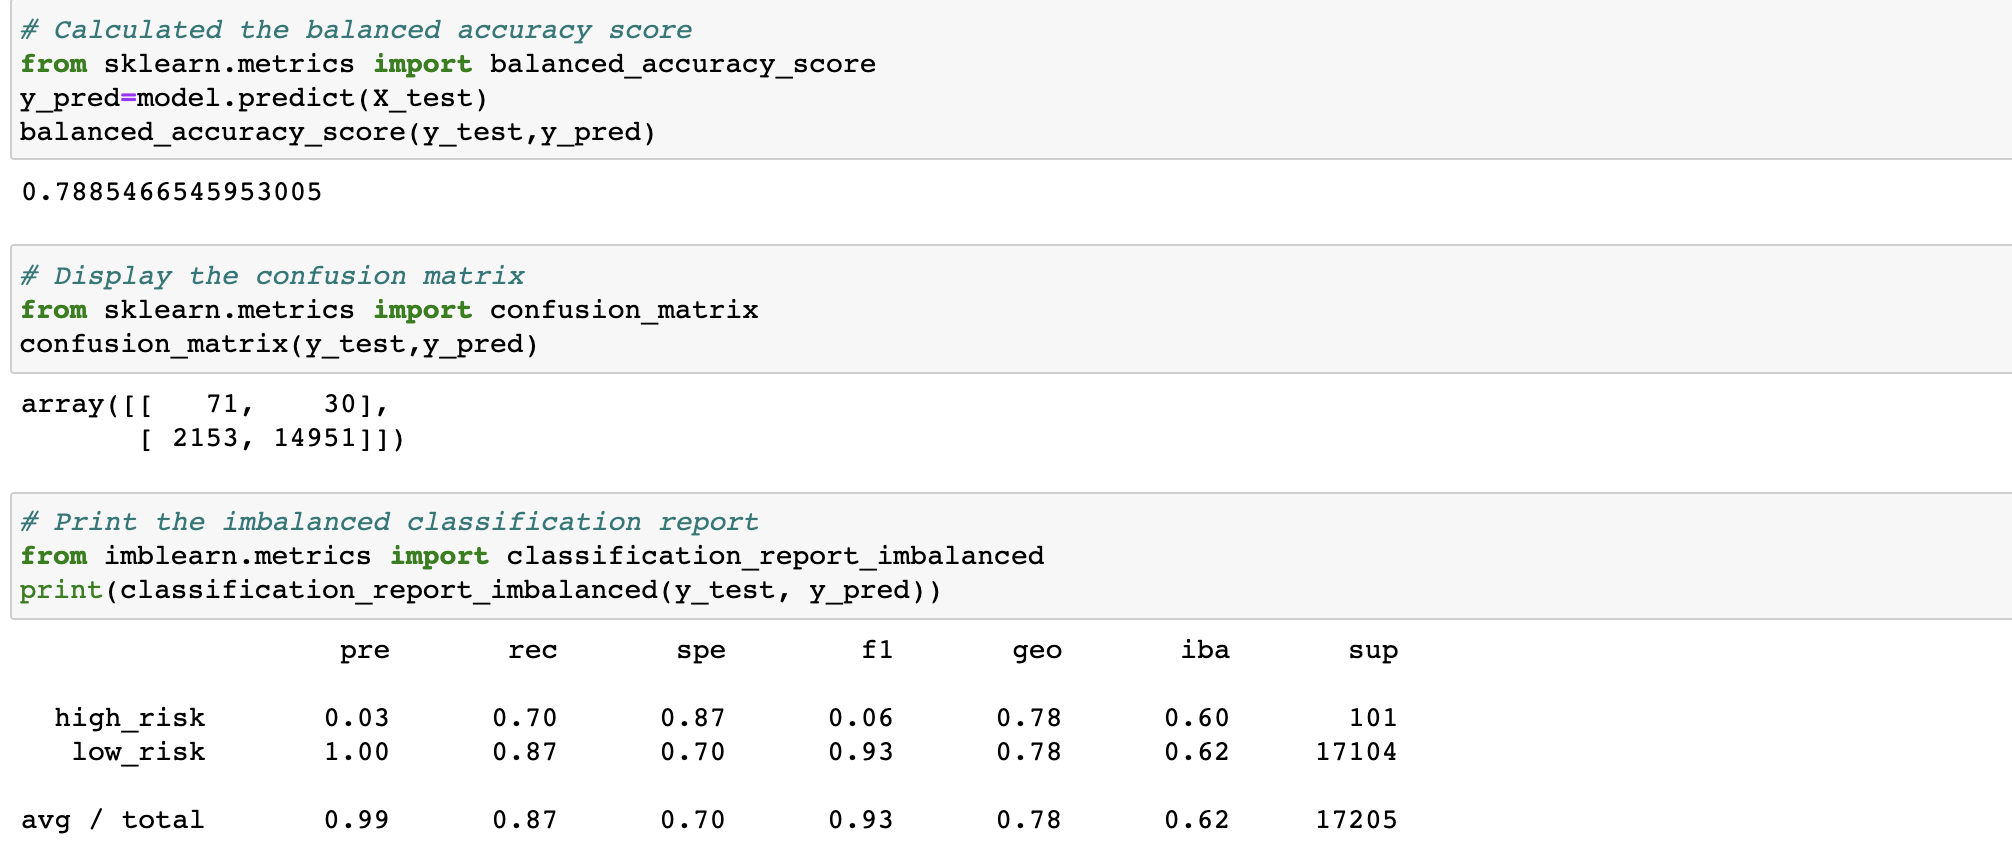 # Calculated the balanced accuracy score
from sklearn.metrics import balanced_accuracy_score
y_pred=model.predict(X_test)
balanced_accuracy_score(y_test,y_pred)
0.7885466545953005
# Display the confusion matrix
from sklearn.metrics import confusion_matrix
confusion_matrix(y_test,y_pred)
array([[   71,    30],
       [ 2153, 14951]])
# Print the imbalanced classification report
from imblearn.metrics import classification_report_imbalanced
print(classification_report_imbalanced(y_test, y_pred))
                   pre       rec       spe        f1       geo       iba       sup
  high_risk       0.03      0.70      0.87      0.06      0.78      0.60       101
   low_risk       1.00      0.87      0.70      0.93      0.78      0.62     17104
avg / total       0.99      0.87      0.70      0.93      0.78      0.62     17205